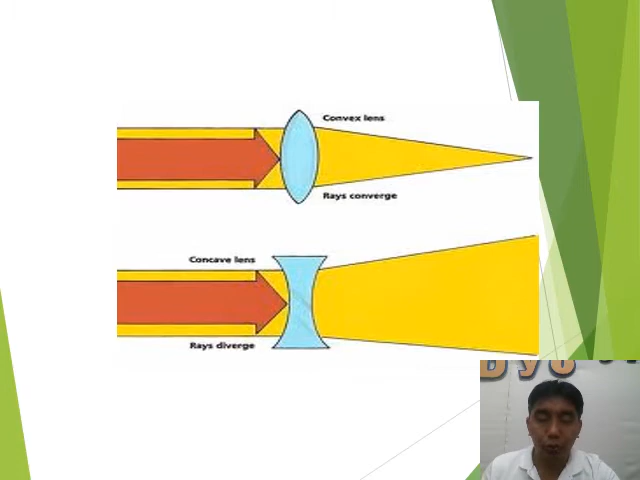 Convex lens
Rays converge
Concave lens
Rays diverge